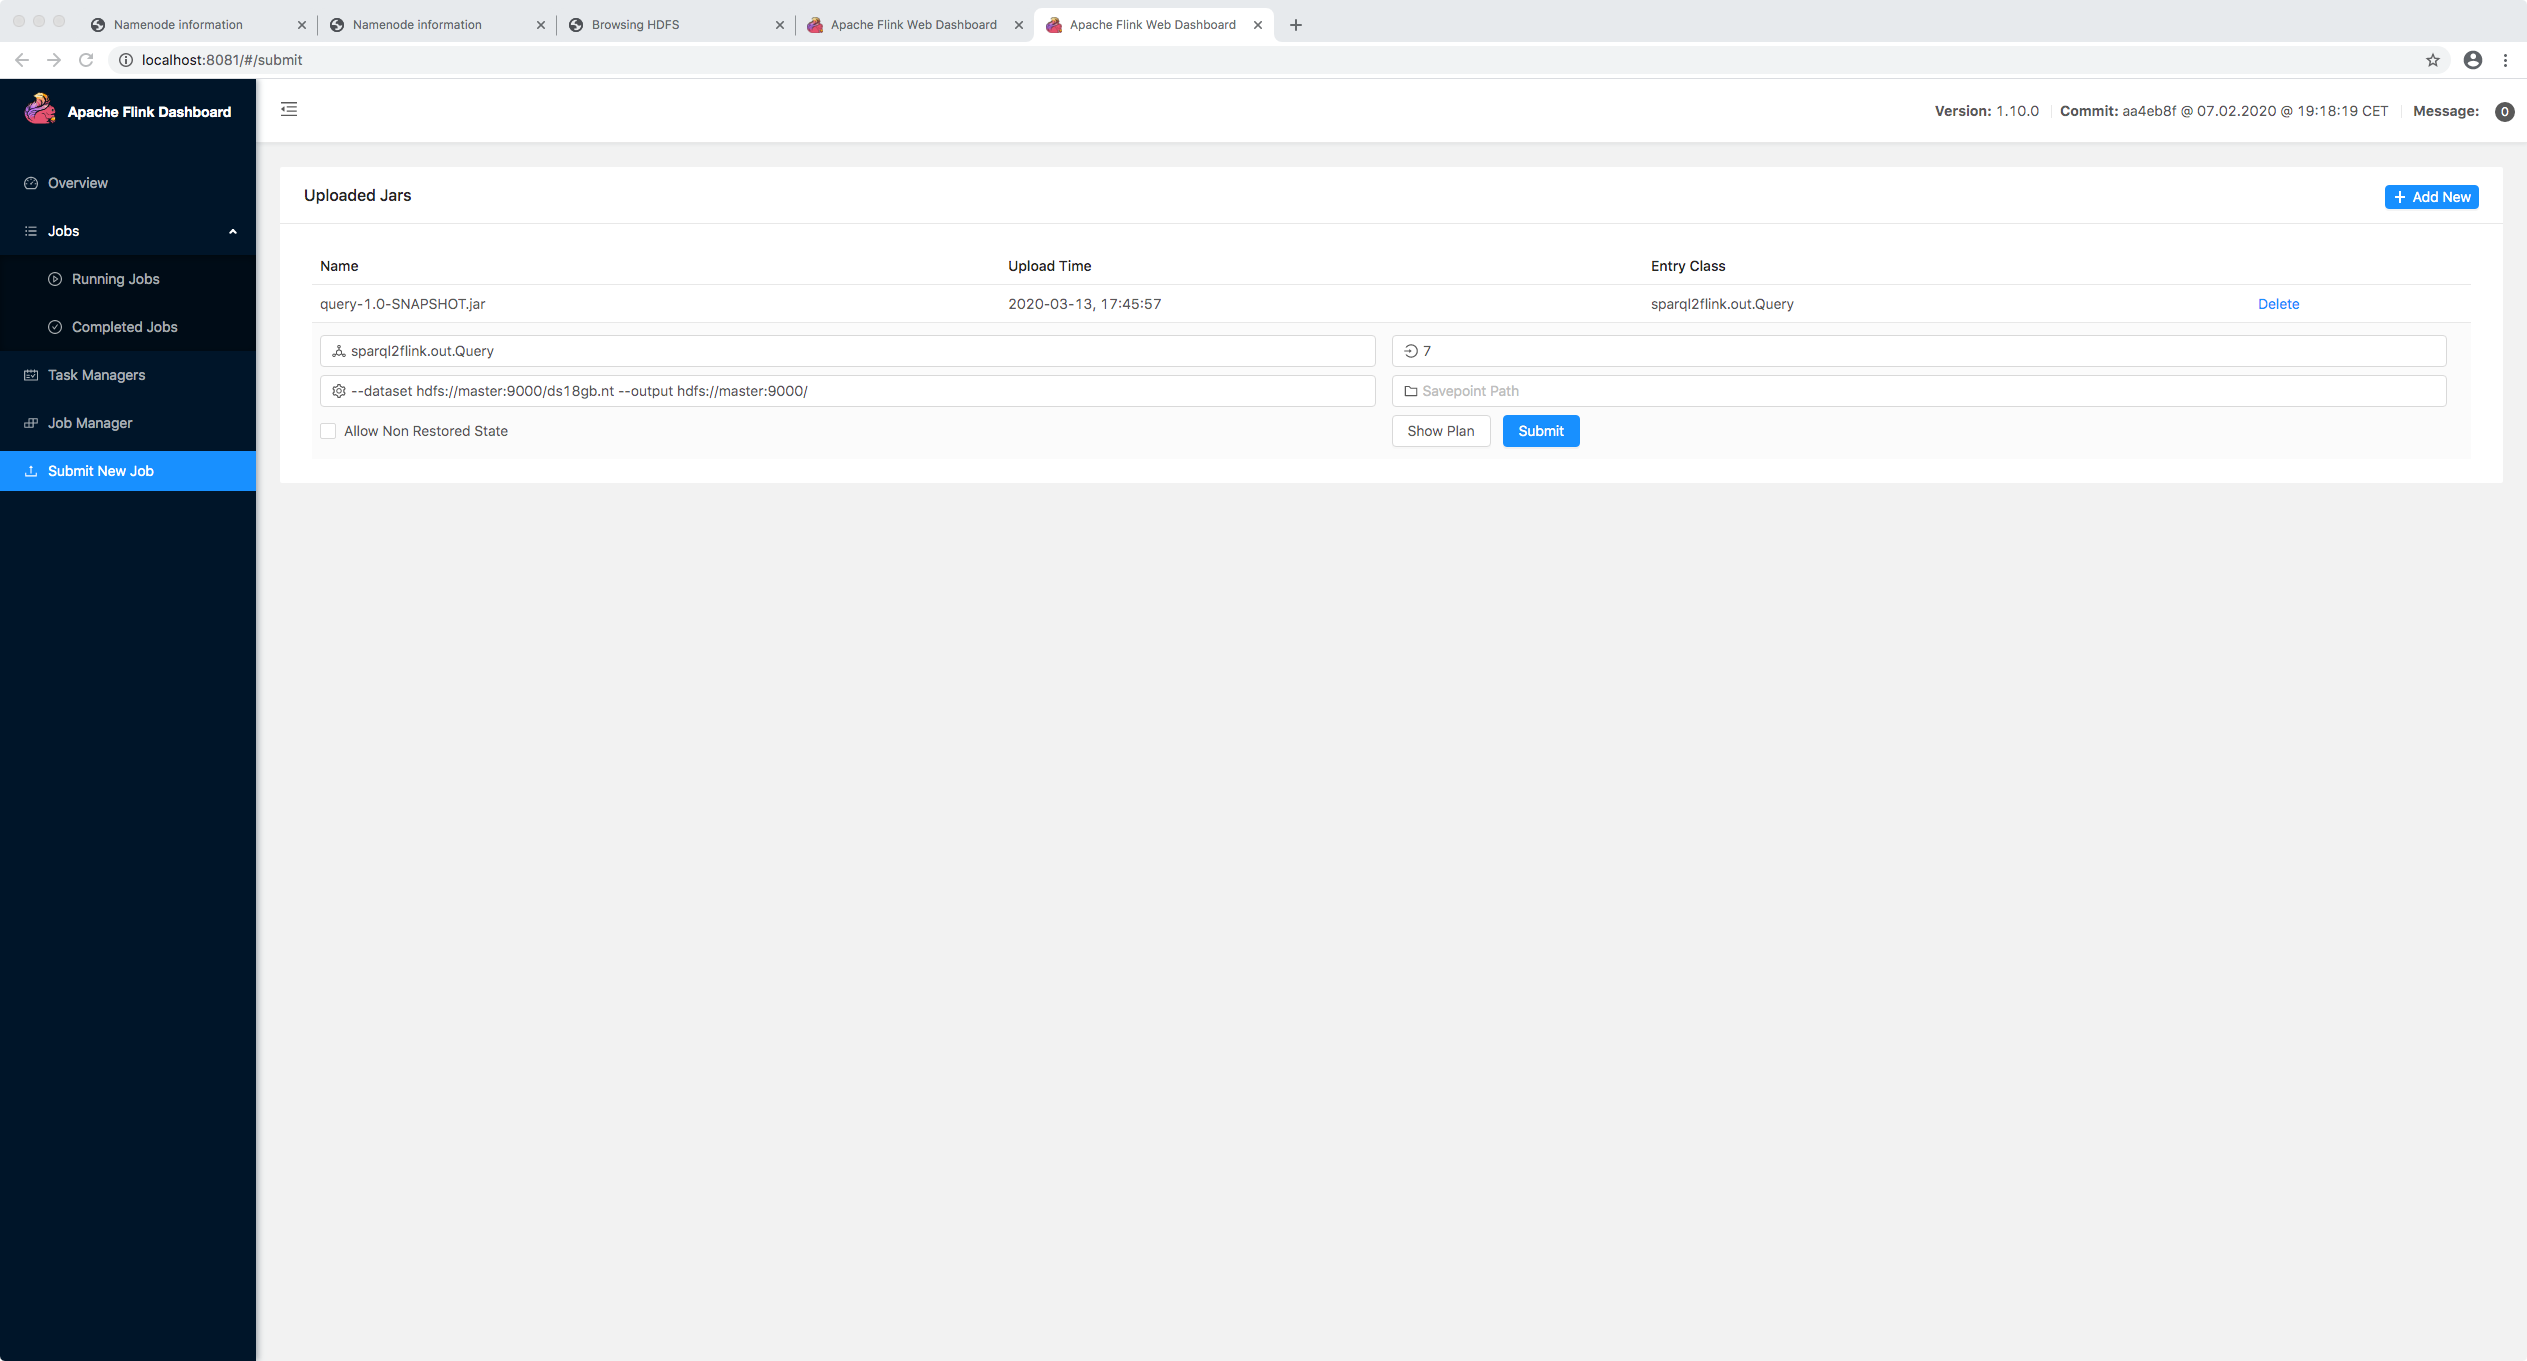 Namenode information
Namenode information
Browsing HDFS
Apache Flink Web Dashboard
Apache Flink Web Dashboard
localhost:8081/#/submit
Apache Flink Dashboard
Version: 1.10.0 Commit: aa4eb8f @ 07.02.2020 @ 19:18:19 CET Message: 0
Overview
Jobs
Running Jobs
Completed Jobs
Task Managers
Job Manager
Submit New Job
Uploaded Jars
Add New
Name Upload Time Entry Class
query-1.0-SNAPSHOT.jar 2020-03-13, 17:45:57 sparql2flink.out.Query Delete
sparql2flink.out.Query 7
--dataset hdfs://master:9000/ds18gb.nt --output hdfs://master:9000/ Savepoint Path
Allow Non Restored State Show Plan Submit